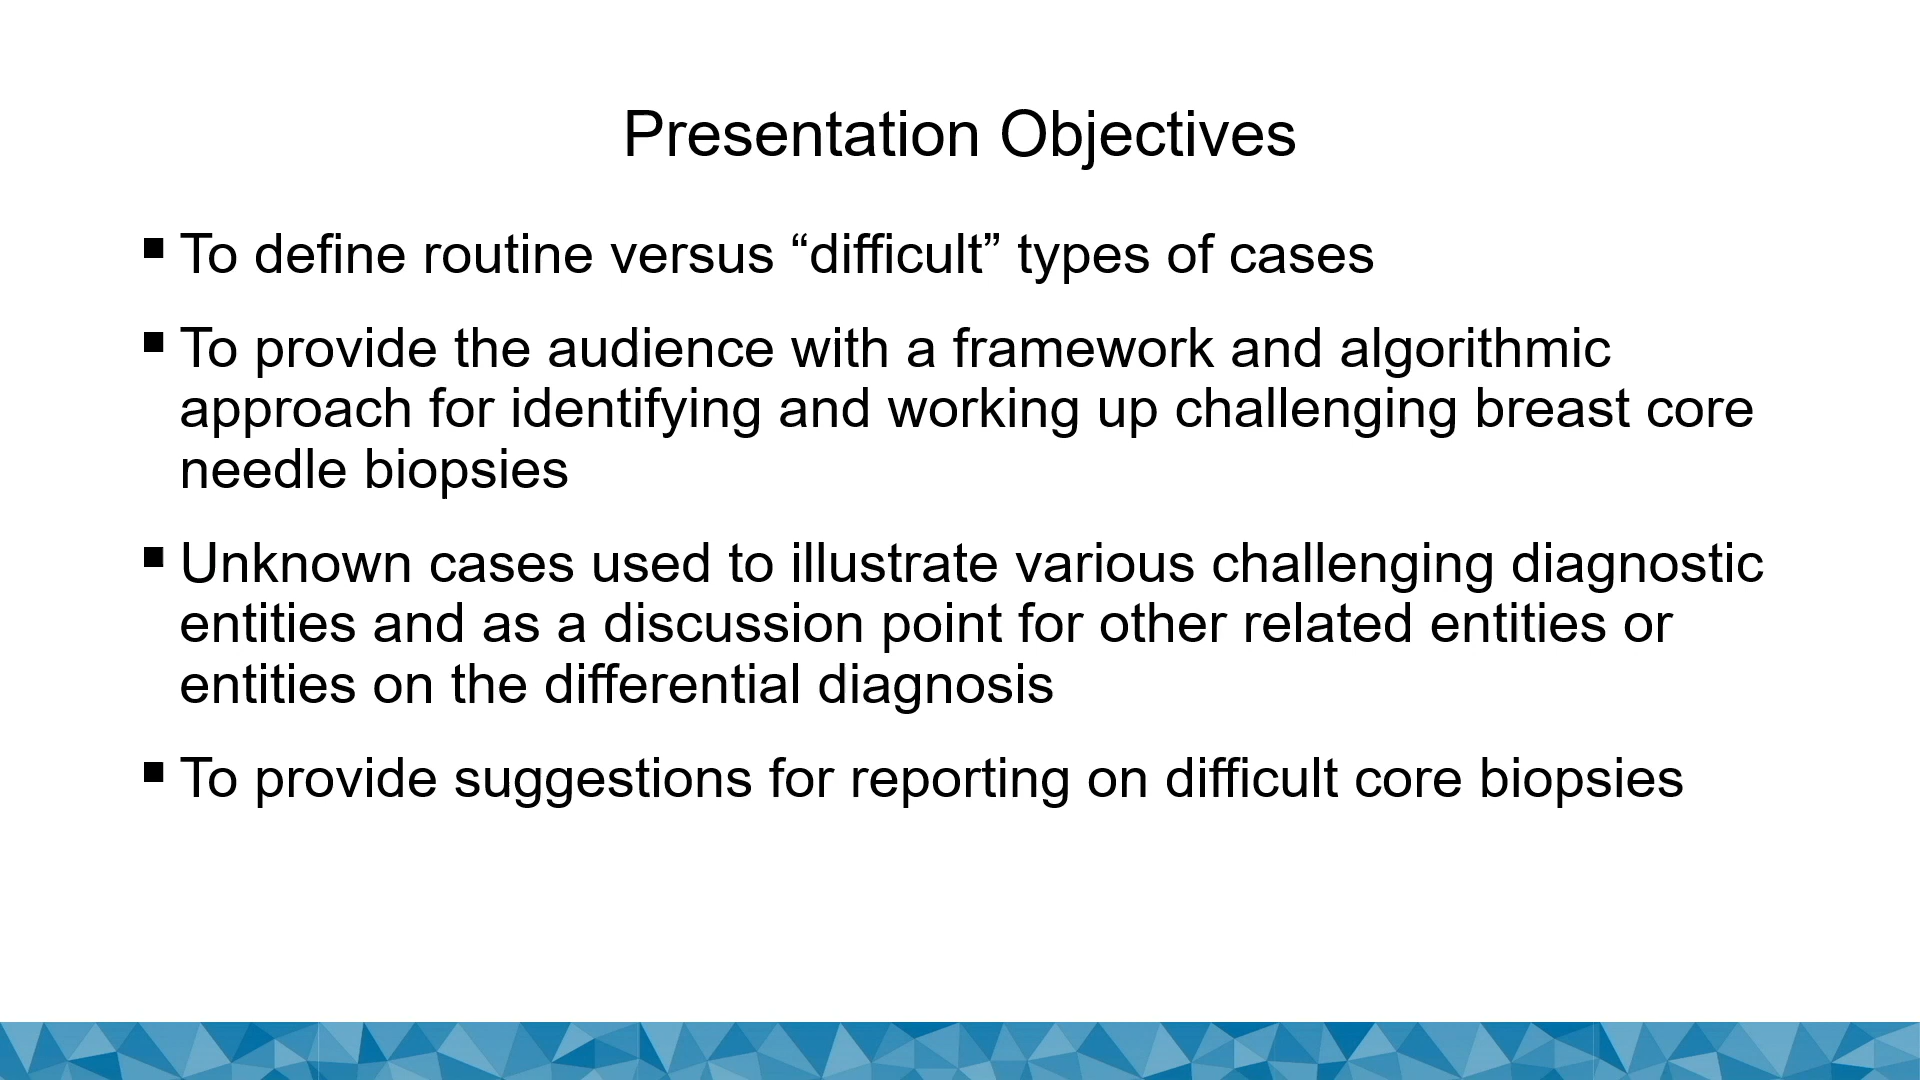 Presentation Objectives
▪ To define routine versus “difficult” types of cases
▪ To provide the audience with a framework and algorithmic
approach for identifying and working up challenging breast core
needle biopsies
▪ Unknown cases used to illustrate various challenging diagnostic
entities and as a discussion point for other related entities or
entities on the differential diagnosis
▪ To provide suggestions for reporting on difficult core biopsies